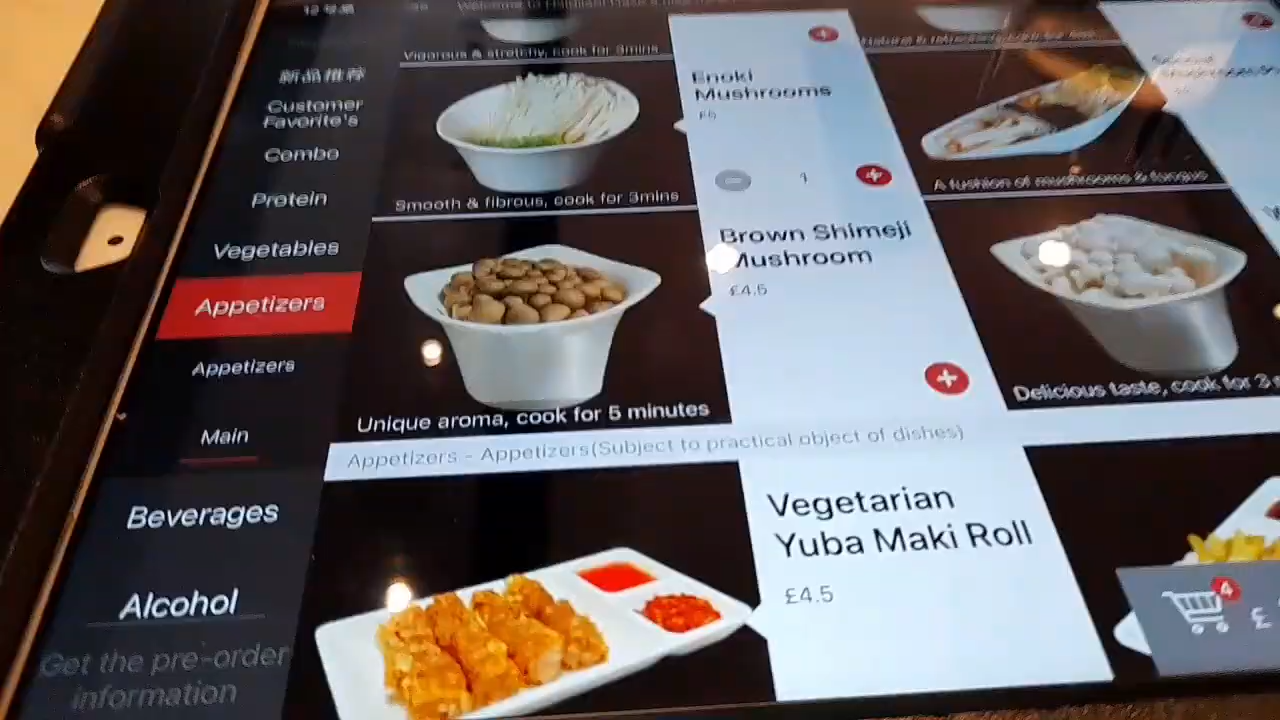 新品推荐
Customer
Favorite's
Combo
Protein
Vegetables
Appetizers
Appetizers
Main
Beverages
Alcohol
Get the pre-order
information
Vigorous & stretchy, cook for 3mins
Enoki
Mushrooms
£5
1
Smooth & fibrous, cook for 3mins
A fushion of mushrooms & fungus
Brown Shimeji
Mushroom
£4.5
Unique aroma, cook for 5 minutes
Delicious taste, cook for 3
Appetizers - Appetizers(Subject to practical object of dishes)
Vegetarian
Yuba Maki Roll
£4.5
4
£